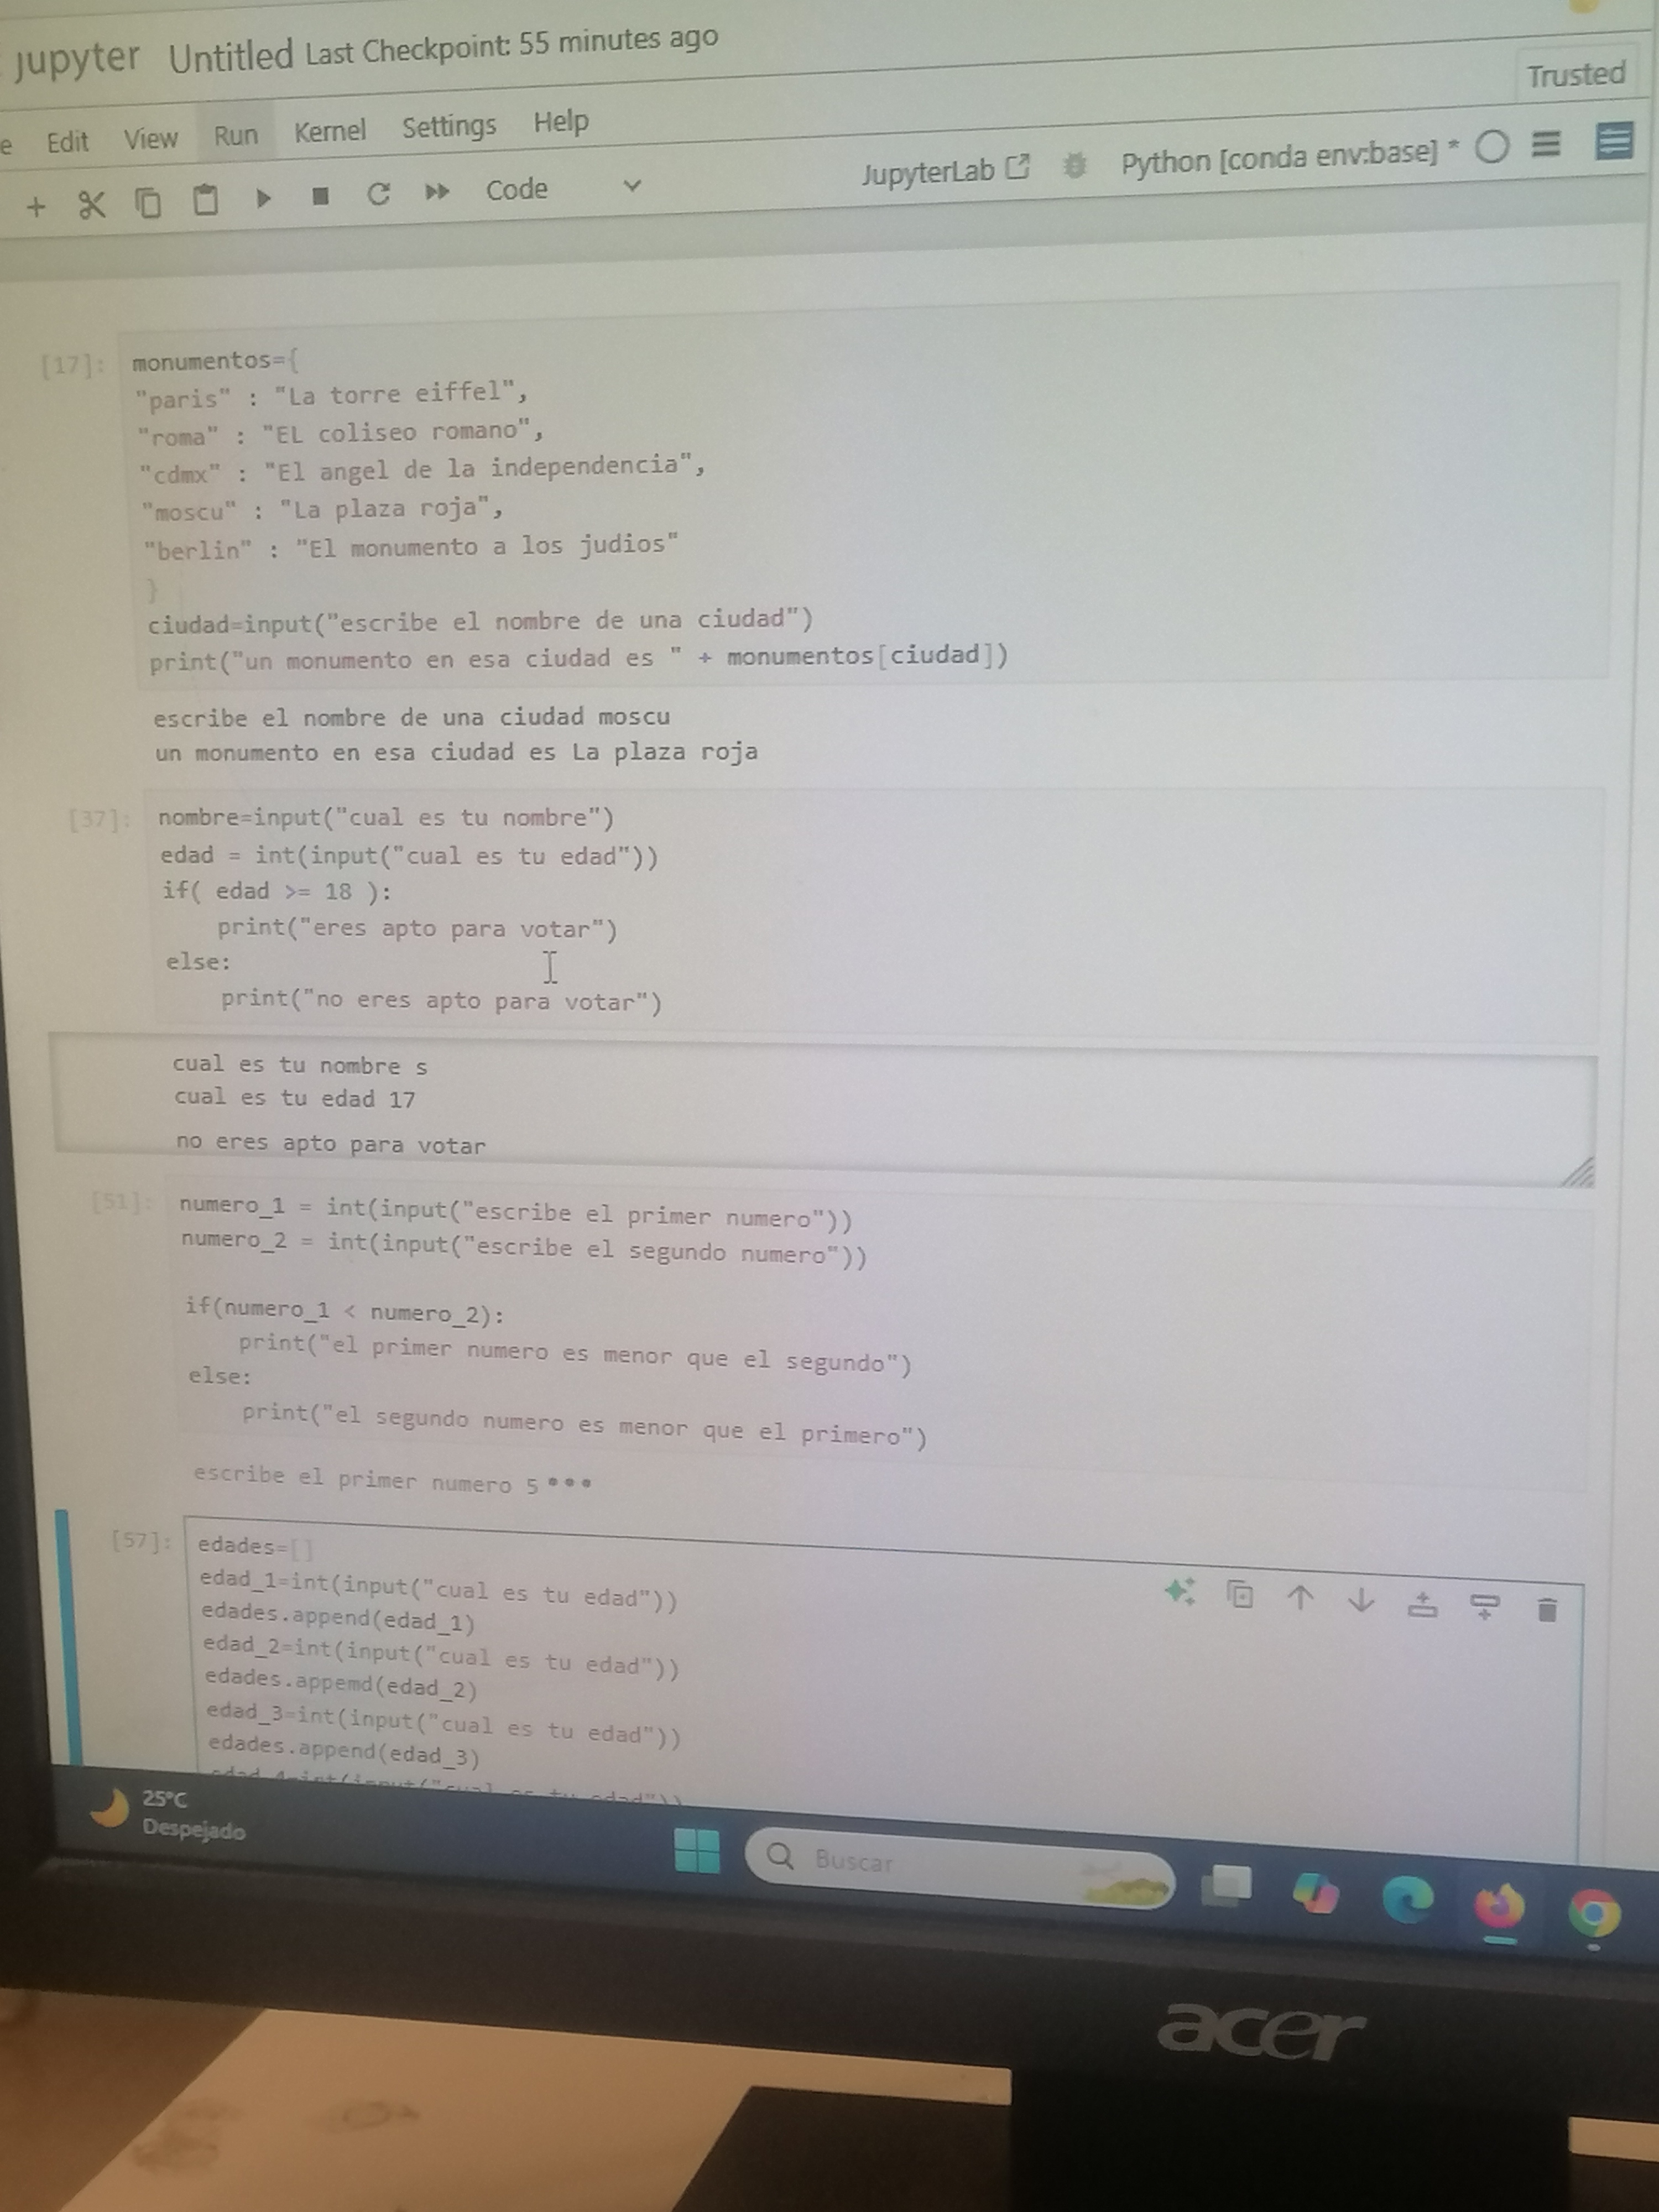 jupyter Untitled Last Checkpoint: 55 minutes ago
Trusted
e Edit View Run Kernel Settings Help
Code JupyterLab Python [conda env:base] *
[17]: monumentos={
"paris" : "La torre eiffel",
"roma" : "EL coliseo romano",
"cdmx" : "El angel de la independencia",
"moscu" : "La plaza roja",
"berlin" : "El monumento a los judios"
}
ciudad=input("escribe el nombre de una ciudad")
print("un monumento en esa ciudad es " + monumentos[ciudad])
escribe el nombre de una ciudad moscu
un monumento en esa ciudad es La plaza roja
[37]: nombre=input("cual es tu nombre")
edad = int(input("cual es tu edad"))
if( edad >= 18 ):
print("eres apto para votar")
else:
print("no eres apto para votar")
cual es tu nombre s
cual es tu edad 17
no eres apto para votar
[51]: numero_1 = int(input("escribe el primer numero"))
numero_2 = int(input("escribe el segundo numero"))
if(numero_1 < numero_2):
print("el primer numero es menor que el segundo")
else:
print("el segundo numero es menor que el primero")
escribe el primer numero 5 •••
[57]: edades=[]
edad_1=int(input("cual es tu edad"))
edades.append(edad_1)
edad_2=int(input("cual es tu edad"))
edades.appemd(edad_2)
edad_3=int(input("cual es tu edad"))
edades.append(edad_3)
edad_4=int(input("cual es tu edad"))
25°C
Despejado
Buscar
acer